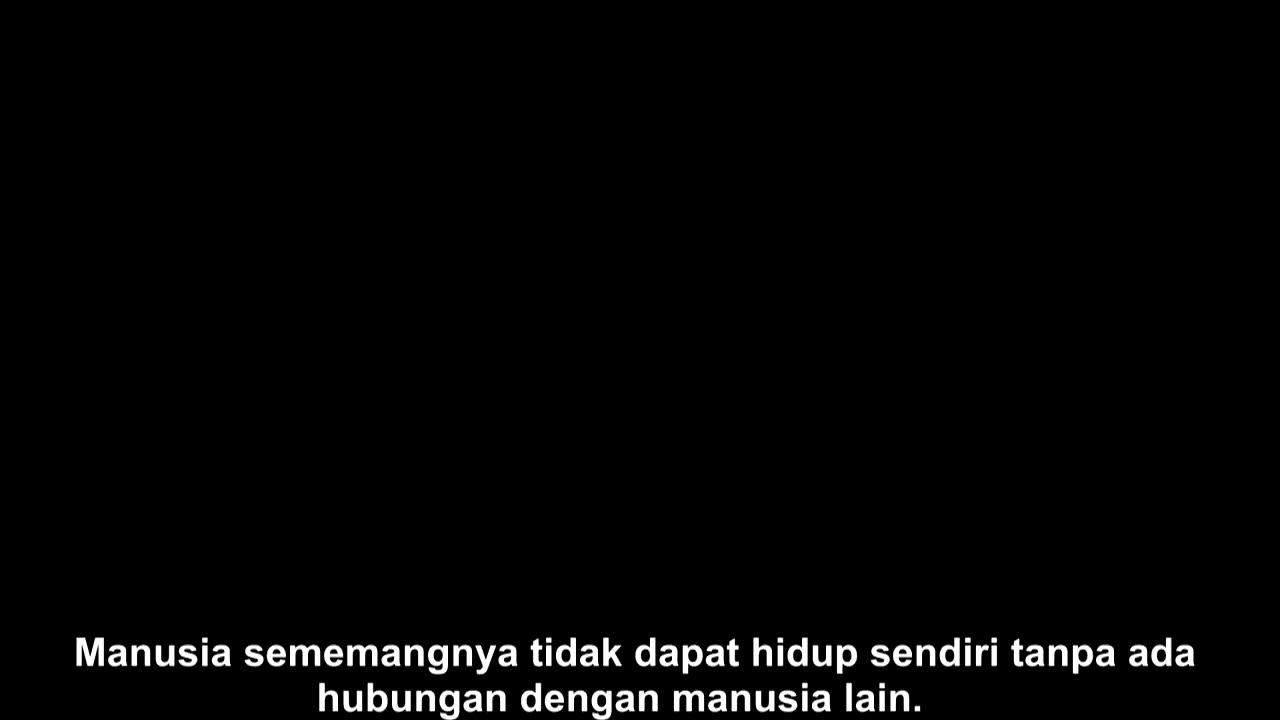 Manusia sememangnya tidak dapat hidup sendiri tanpa ada
hubungan dengan manusia lain.